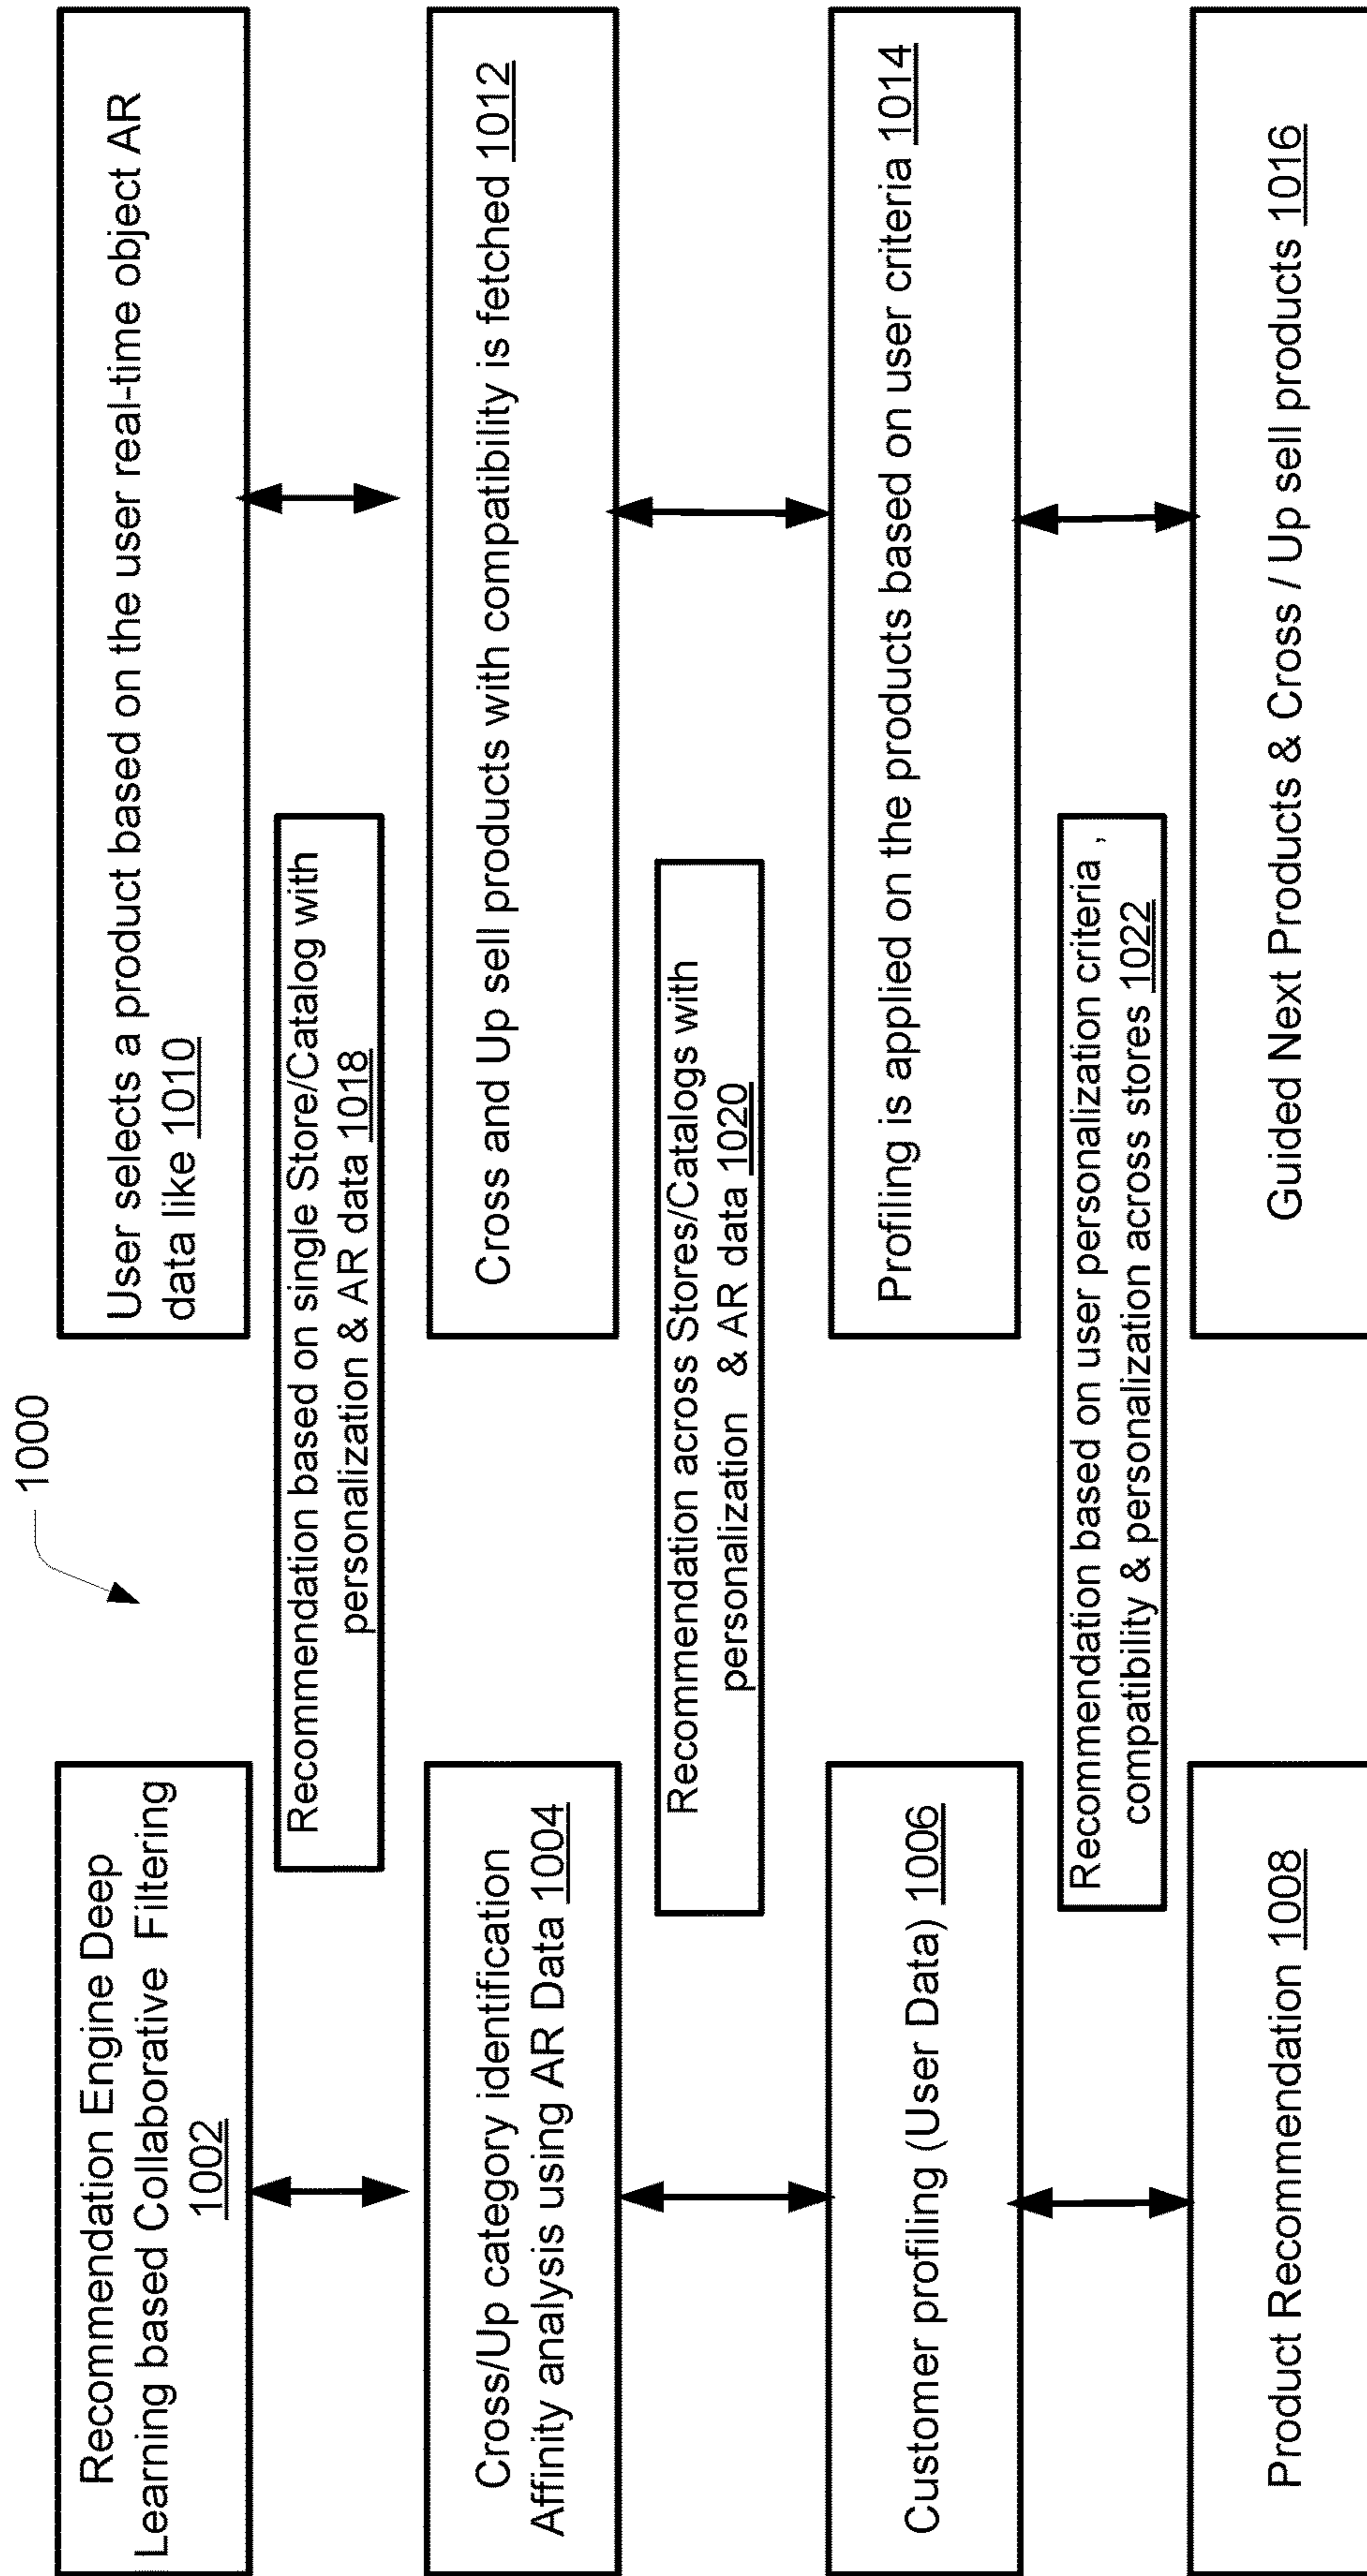 1000
Recommendation Engine Deep
Learning based Collaborative Filtering
1002
User selects a product based on the user real-time object AR
data like 1010
Recommendation based on single Store/Catalog with
personalization & AR data 1018
Cross/Up category identification
Affinity analysis using AR Data 1004
Cross and Up sell products with compatibility is fetched 1012
Recommendation across Stores/Catalogs with
personalization & AR data 1020
Customer profiling (User Data) 1006
Profiling is applied on the products based on user criteria 1014
Recommendation based on user personalization criteria ,
compatibility & personalization across stores 1022
Product Recommendation 1008
Guided Next Products & Cross / Up sell products 1016